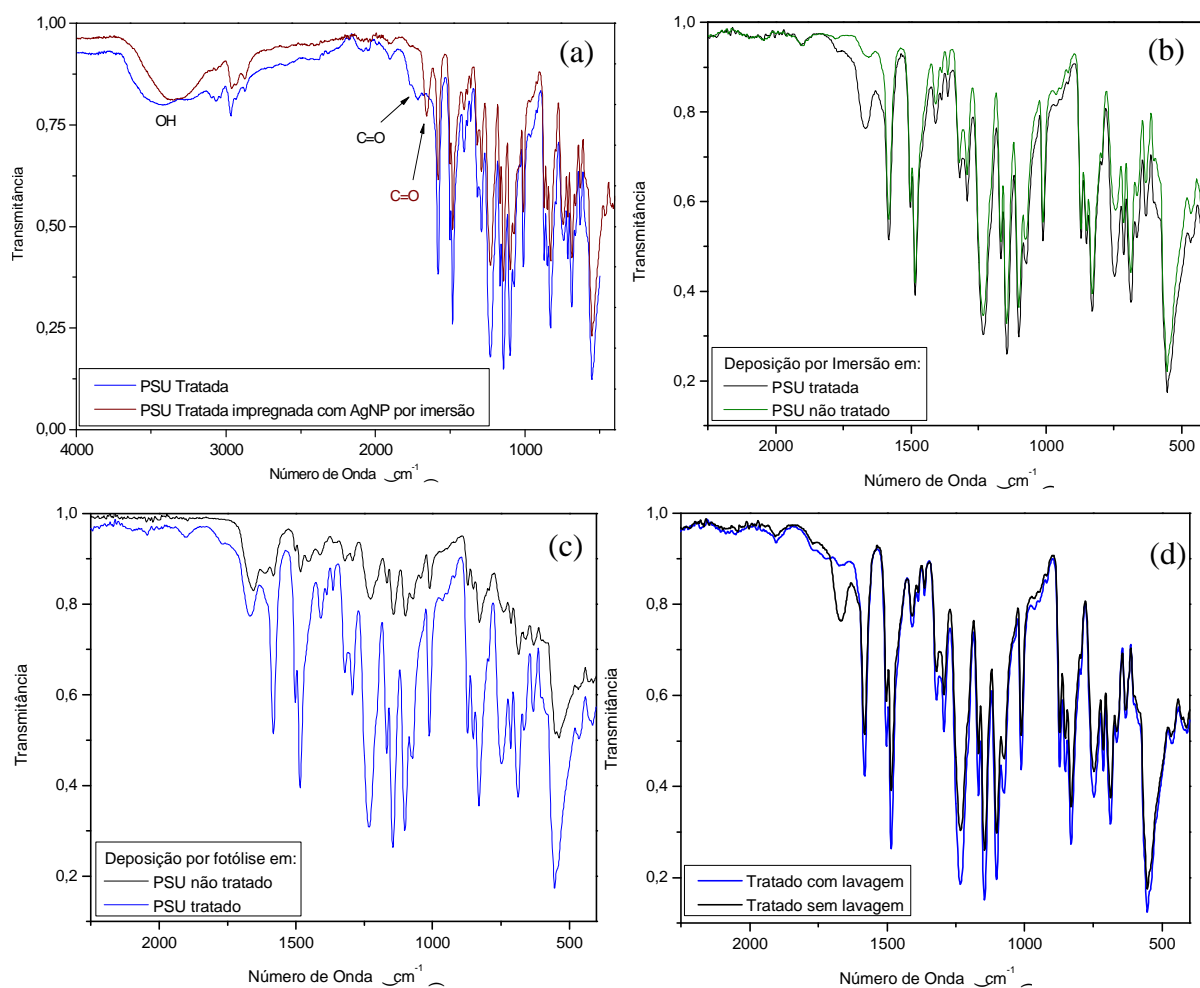 (a)
1,00
0,75
0,50
0,25
0,00
Transmitância
OH
C=O
C=O
PSU Tratada
PSU Tratada impregnada com AgNP por imersão
4000 3000 2000 1000
Número de Onda (cm-1)
(b)
1,0
0,8
0,6
0,4
0,2
Transmitância
Deposição por Imersão em:
PSU tratada
PSU não tratado
2000 1500 1000 500
Número de Onda (cm-1)
(c)
1,0
0,8
0,6
0,4
0,2
Transmitância
Deposição por fotólise em:
PSU não tratado
PSU tratado
2000 1500 1000 500
Número de Onda (cm-1)
(d)
1,0
0,8
0,6
0,4
0,2
Transmitância
Tratado com lavagem
Tratado sem lavagem
2000 1500 1000 500
Número de Onda (cm-1)